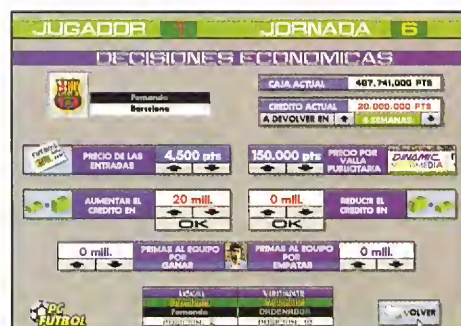 JUGADOR 1 JORNADA 6
DECISIONES ECONOMICAS
CAJA ACTUAL 407.741,000 PTS
Fernando
Barcelona
CREDITO ACTUAL 20.000.000 PTS
A DEVOLVER EN SEMANAS
PRECIO DE LAS ENTRADAS 4,500 pts
150.000 pts PRECIO POR VALLA PUBLICITARIA
DINAMIC MULTIMEDIA
AUMENTAR EL CREDITO EN 20 mill. OK
0 mill. OK REDUCIR EL CREDITO EN
0 mill. PRIMAS AL EQUIPO POR GANAR
PRIMAS AL EQUIPO POR EMPATAR 0 mill.
LOCAL VISITANTE
Fernando ORDENADOR
PC FUTBOL
VOLVER